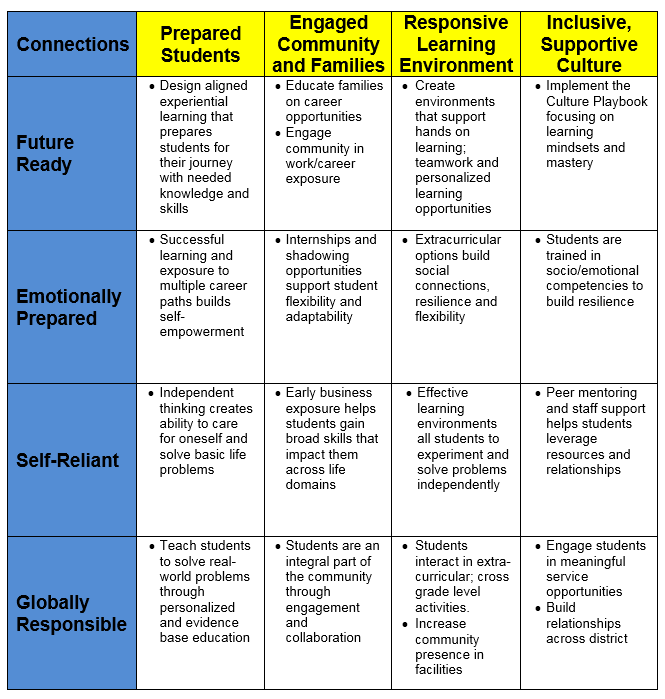 Connections
Prepared
Students
Engaged
Community
and Families
Responsive
Learning
Environment
Inclusive,
Supportive
Culture
Future
Ready
• Design aligned
experiential
learning that
prepares
students for
their journey
with needed
knowledge and
skills
• Educate families
on career
opportunities
• Engage
community in
work/career
exposure
• Create
environments
that support
hands on
learning;
teamwork and
personalized
learning
opportunities
• Implement the
Culture Playbook
focusing on
learning
mindsets and
mastery
Emotionally
Prepared
• Successful
learning and
exposure to
multiple career
paths builds
self-
empowerment
• Internships and
shadowing
opportunities
support student
flexibility and
adaptability
• Extracurricular
options build
social
connections,
resilience and
flexibility
• Students are
trained in
socio/emotional
competencies to
build resilience
Self-Reliant
• Independent
thinking creates
ability to care
for oneself and
solve basic life
problems
• Early business
exposure helps
students gain
broad skills that
impact them
across life
domains
• Effective
learning
environments
all students to
experiment and
solve problems
independently
• Peer mentoring
and staff support
helps students
leverage
resources and
relationships
Globally
Responsible
• Teach students
to solve real-
world problems
through
personalized
and evidence
base education
• Students are an
integral part of
the community
through
engagement
and
collaboration
• Students
interact in extra-
curricular; cross
grade level
activities.
• Increase
community
presence in
facilities
• Engage students
in meaningful
service
opportunities
• Build
relationships
across district